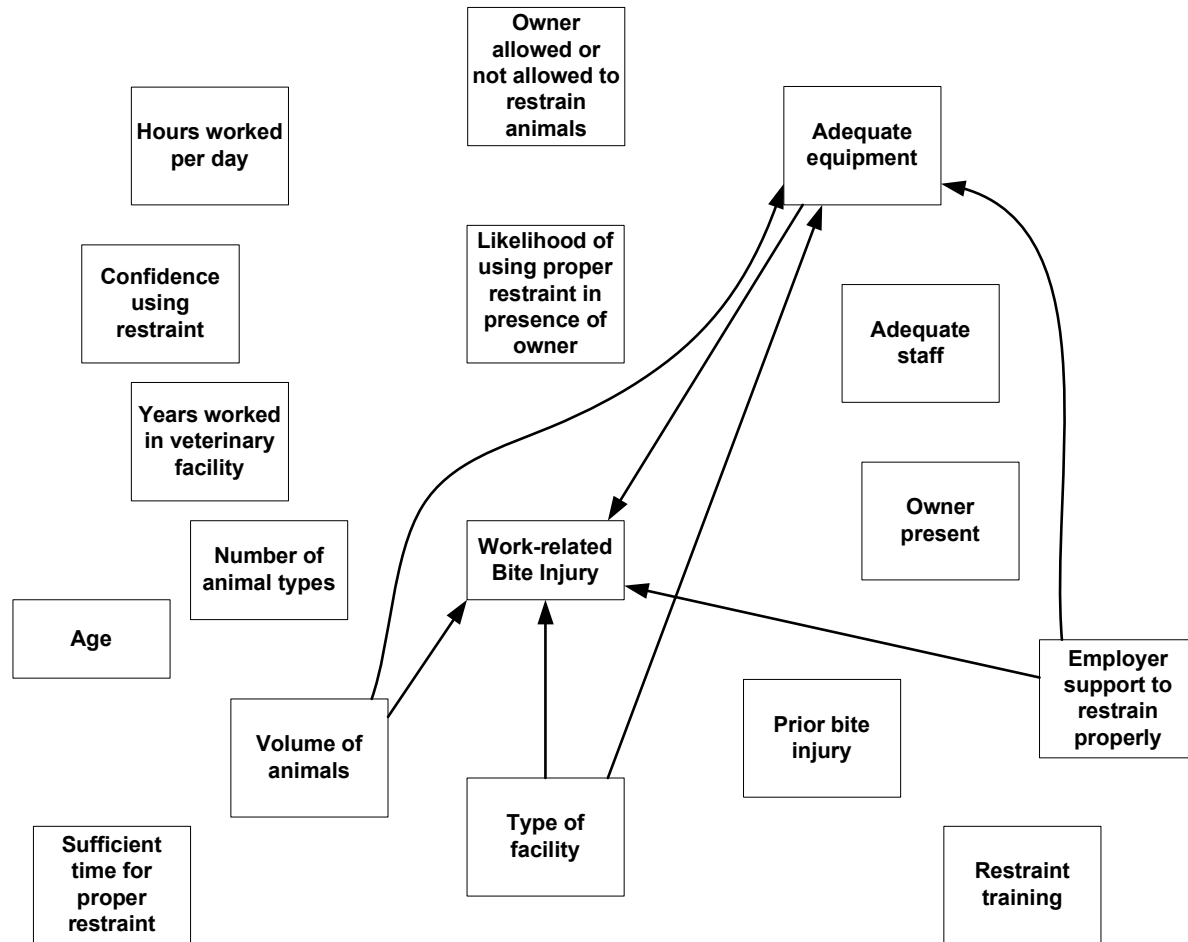 Owner
allowed or
not allowed to
restrain
animals
Hours worked
per day
Adequate
equipment
Likelihood of
using proper
restraint in
presence of
owner
Confidence
using
restraint
Adequate
staff
Years worked
in veterinary
facility
Owner
present
Number of
animal types
Work-related
Bite Injury
Age
Employer
support to
restrain
properly
Volume of
animals
Prior bite
injury
Type of
facility
Sufficient
time for
proper
restraint
Restraint
training